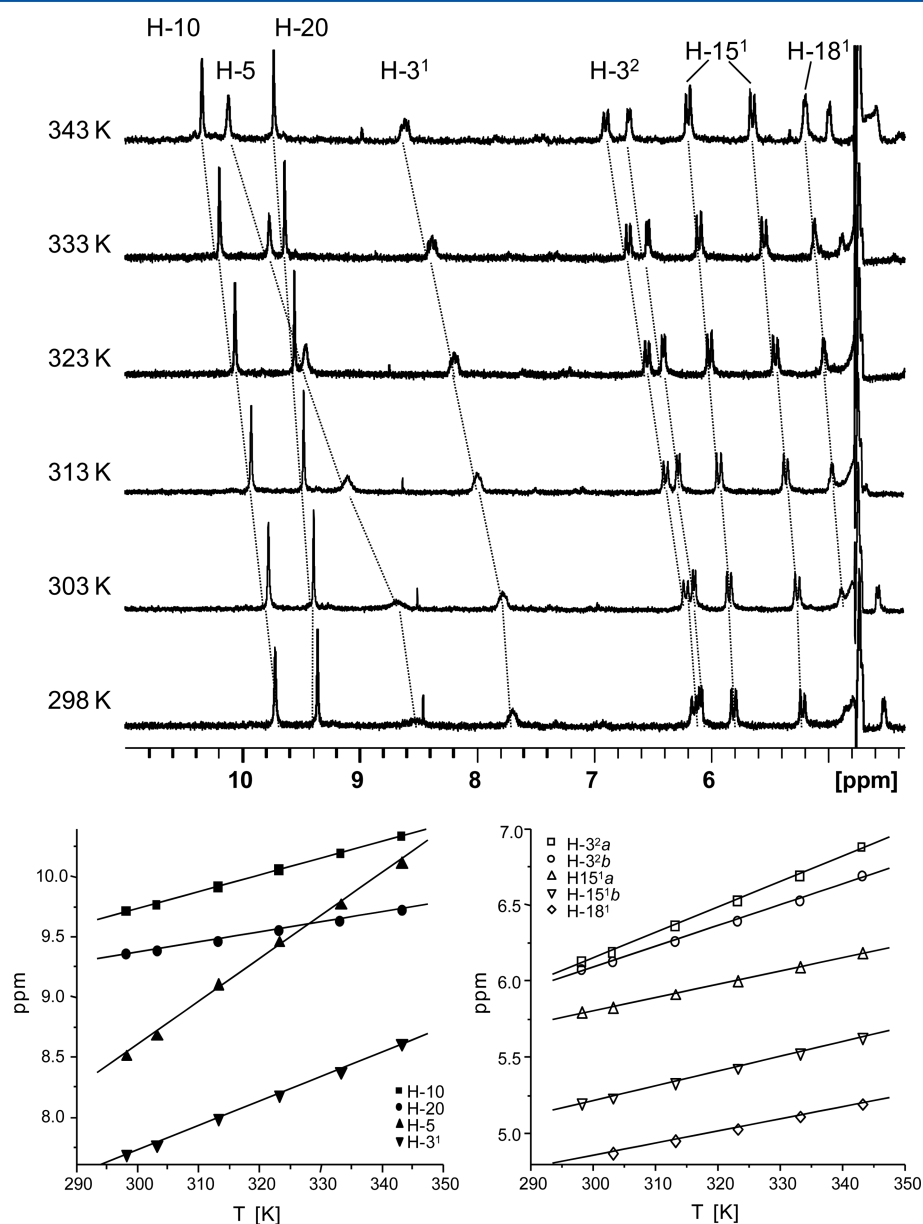 H-10 H-20
H-5 H-3¹ H-3² H-15¹ H-18¹
343 K
333 K
323 K
313 K
303 K
298 K
10 9 8 7 6 [ppm]
10.0
9.5
9.0
8.5
8.0
ppm
H-10
H-20
H-5
H-3¹
290 300 310 320 330 340 350
T [K]
7.0
6.5
6.0
5.5
5.0
ppm
H-3²a
H-3²b
H15¹a
H-15¹b
H-18¹
290 300 310 320 330 340 350
T [K]